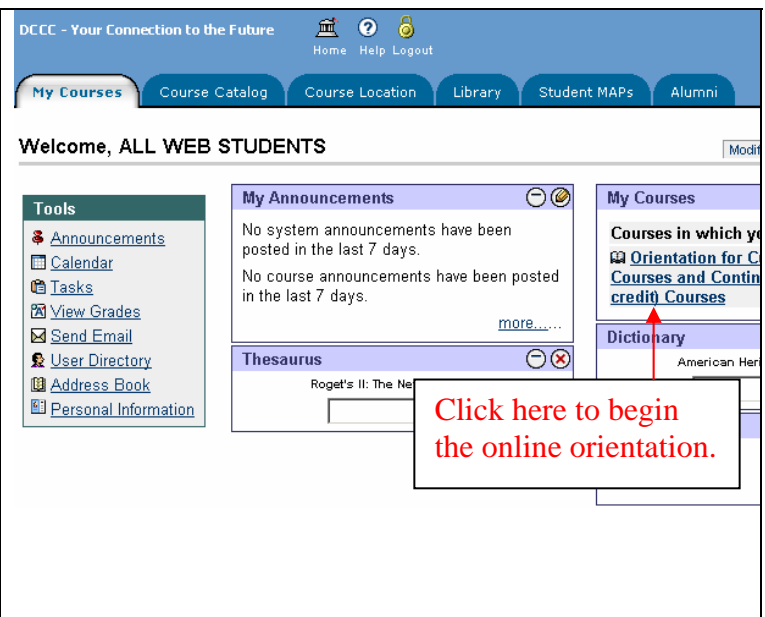 DCCC - Your Connection to the Future
Home Help Logout
My Courses
Course Catalog
Course Location
Library
Student MAPs
Alumni
Welcome, ALL WEB STUDENTS
Tools
Announcements
Calendar
Tasks
View Grades
Send Email
User Directory
Address Book
Personal Information
My Announcements
No system announcements have been
posted in the last 7 days.
No course announcements have been posted
in the last 7 days.
more......
Thesaurus
Roget's II: The Ne
My Courses
Courses in which
Orientation for
Courses and
credit) Courses
Dictionary
American
Click here to begin
the online orientation.